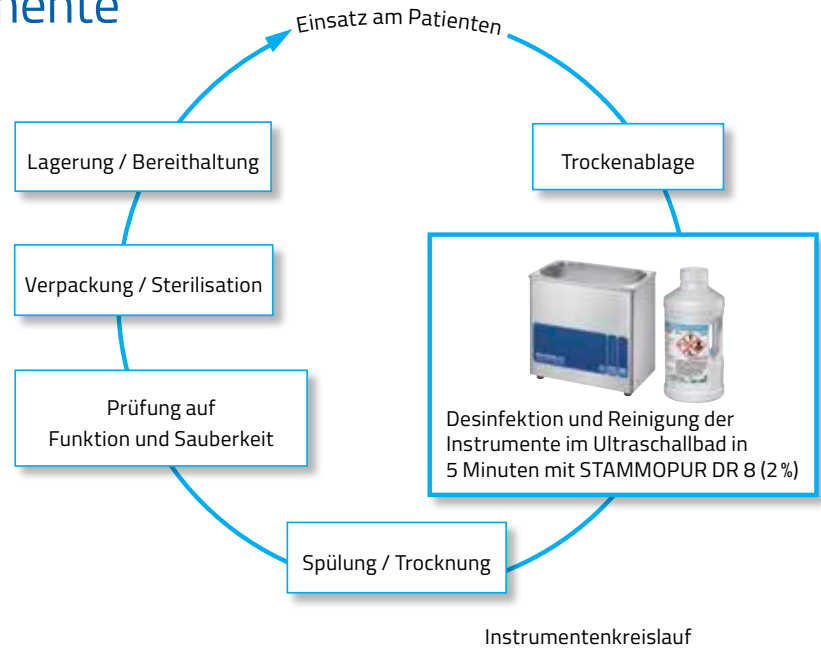 mente
Einsatz am Patienten
Lagerung / Bereithaltung
Trockenablage
Verpackung / Sterilisation
Prüfung auf
Funktion und Sauberkeit
Desinfektion und Reinigung der
Instrumente im Ultraschallbad in
5 Minuten mit STAMMOPUR DR 8 (2 %)
Spülung / Trocknung
Instrumentenkreislauf